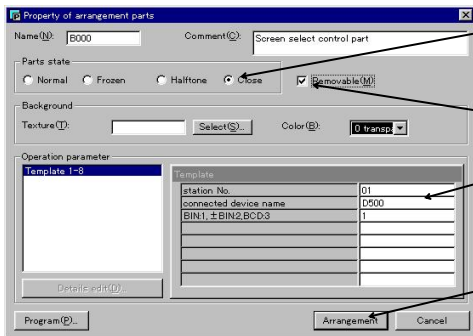 Property of arrangement parts
Name(N): B000 Comment(C): Screen select control part
Parts state
Normal Frozen Halftone Close Removable(M)
Background
Texture(T): Select(S)... Color(B): 0 transp.
Operation parameter
Template 1-8
Template
station No. 01
connected device name D500
BIN:1, ±BIN:2,BCD:3 1
Details edit(D)...
Program(P)... Arrangement Cancel